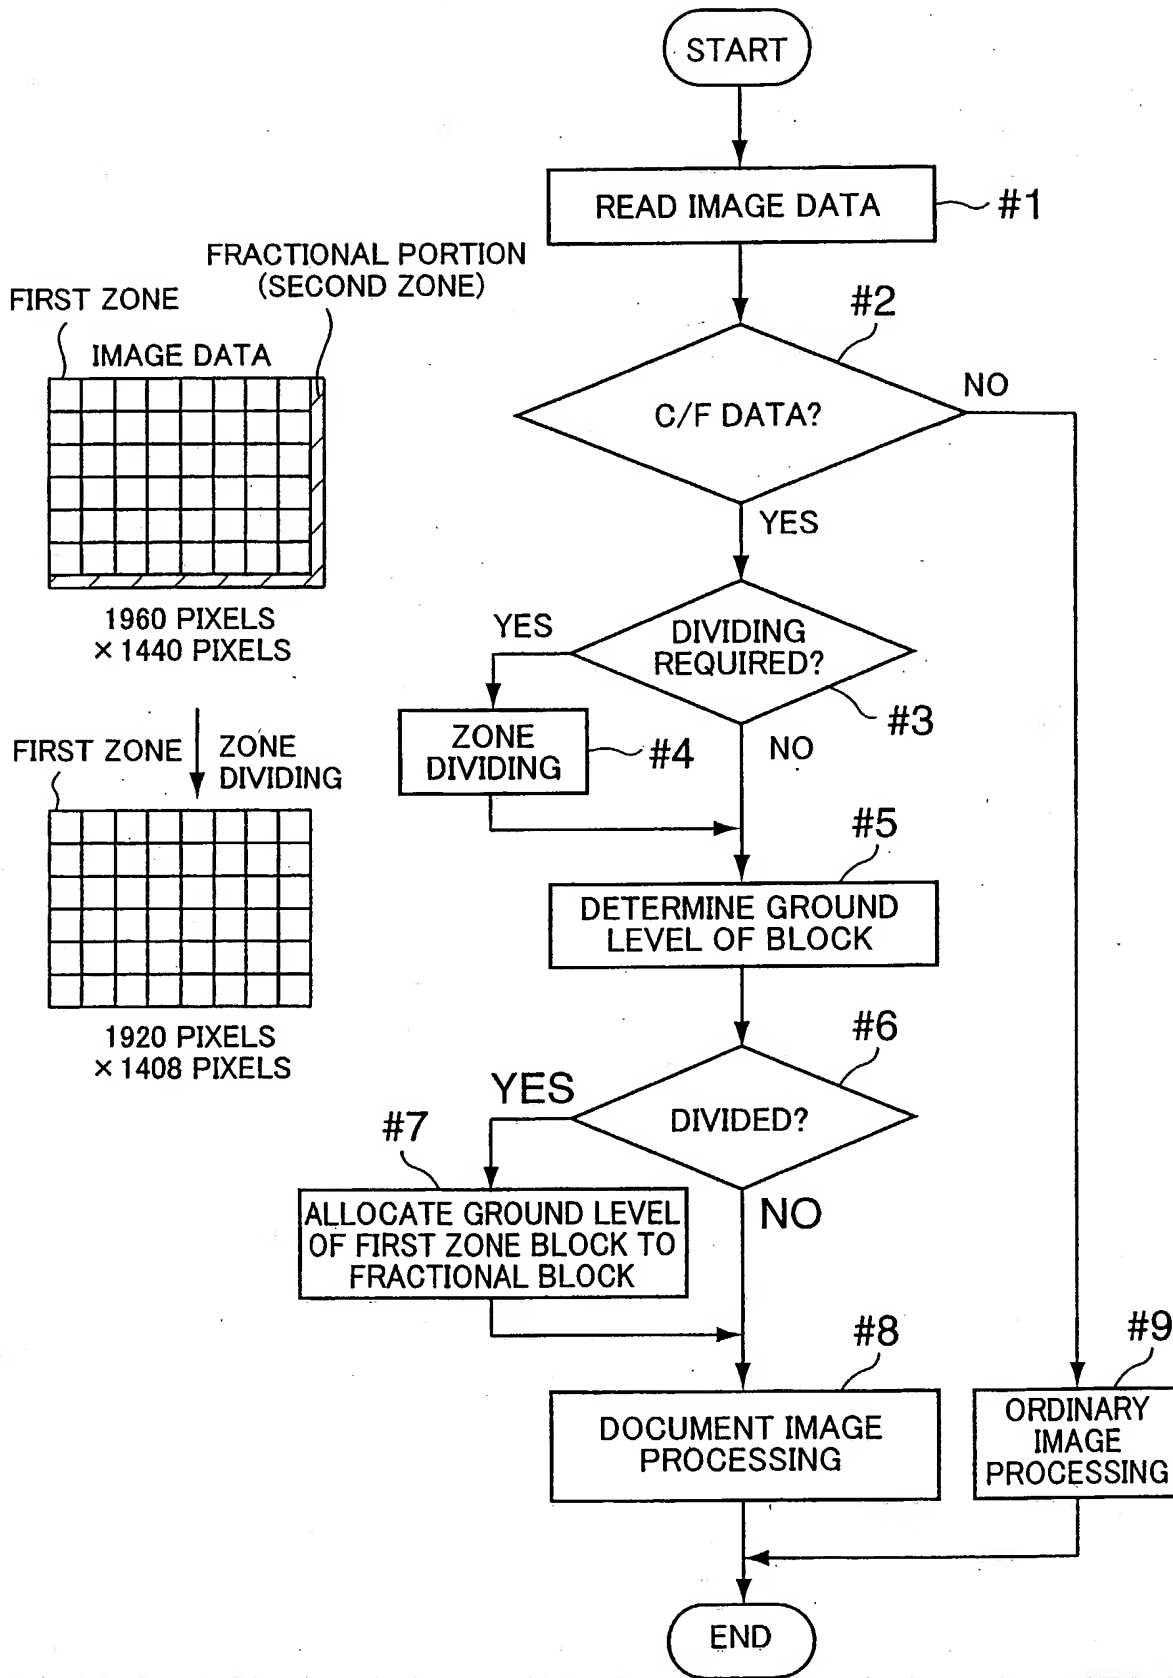 START
READ IMAGE DATA
#1
FRACTIONAL PORTION
(SECOND ZONE)
FIRST ZONE
IMAGE DATA
#2
C/F DATA?
NO
YES
1960 PIXELS
×1440 PIXELS
YES
DIVIDING
REQUIRED?
#3
FIRST ZONE
ZONE
DIVIDING
ZONE
DIVIDING
#4
NO
#5
DETERMINE GROUND
LEVEL OF BLOCK
1920 PIXELS
×1408 PIXELS
#6
YES
DIVIDED?
#7
NO
ALLOCATE GROUND LEVEL
OF FIRST ZONE BLOCK TO
FRACTIONAL BLOCK
#8
#9
DOCUMENT IMAGE
PROCESSING
ORDINARY
IMAGE
PROCESSING
END